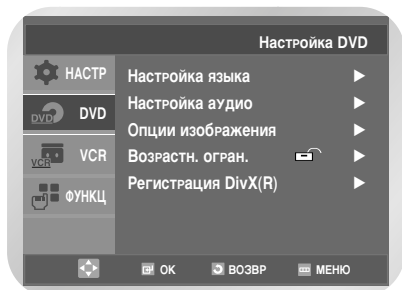 Настройка DVD
НАСТР
DVD
DVD
VCR
VCR
ФУНКЦ
Настройка языка
Настройка аудио
Опции изображения
Возрастн. огран.
Регистрация DivX(R)
ОК
ВОЗВР
МЕНЮ